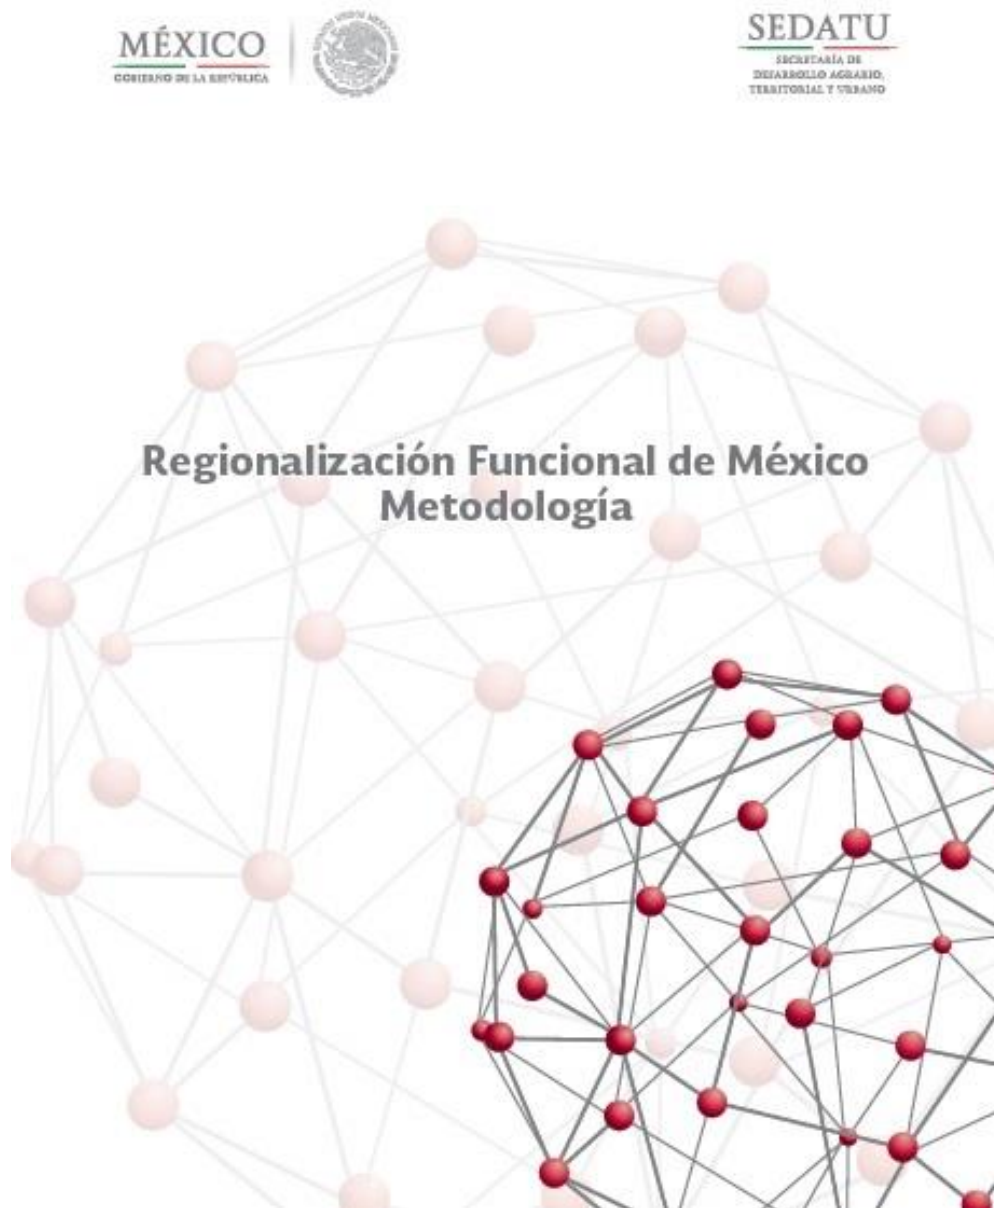 MÉXICO
GOBIERNO DE LA REPÚBLICA
SEDATU
SECRETARÍA DE
DESARROLLO AGRARIO,
TERRITORIAL Y URBANO
Regionalización Funcional de México
Metodología